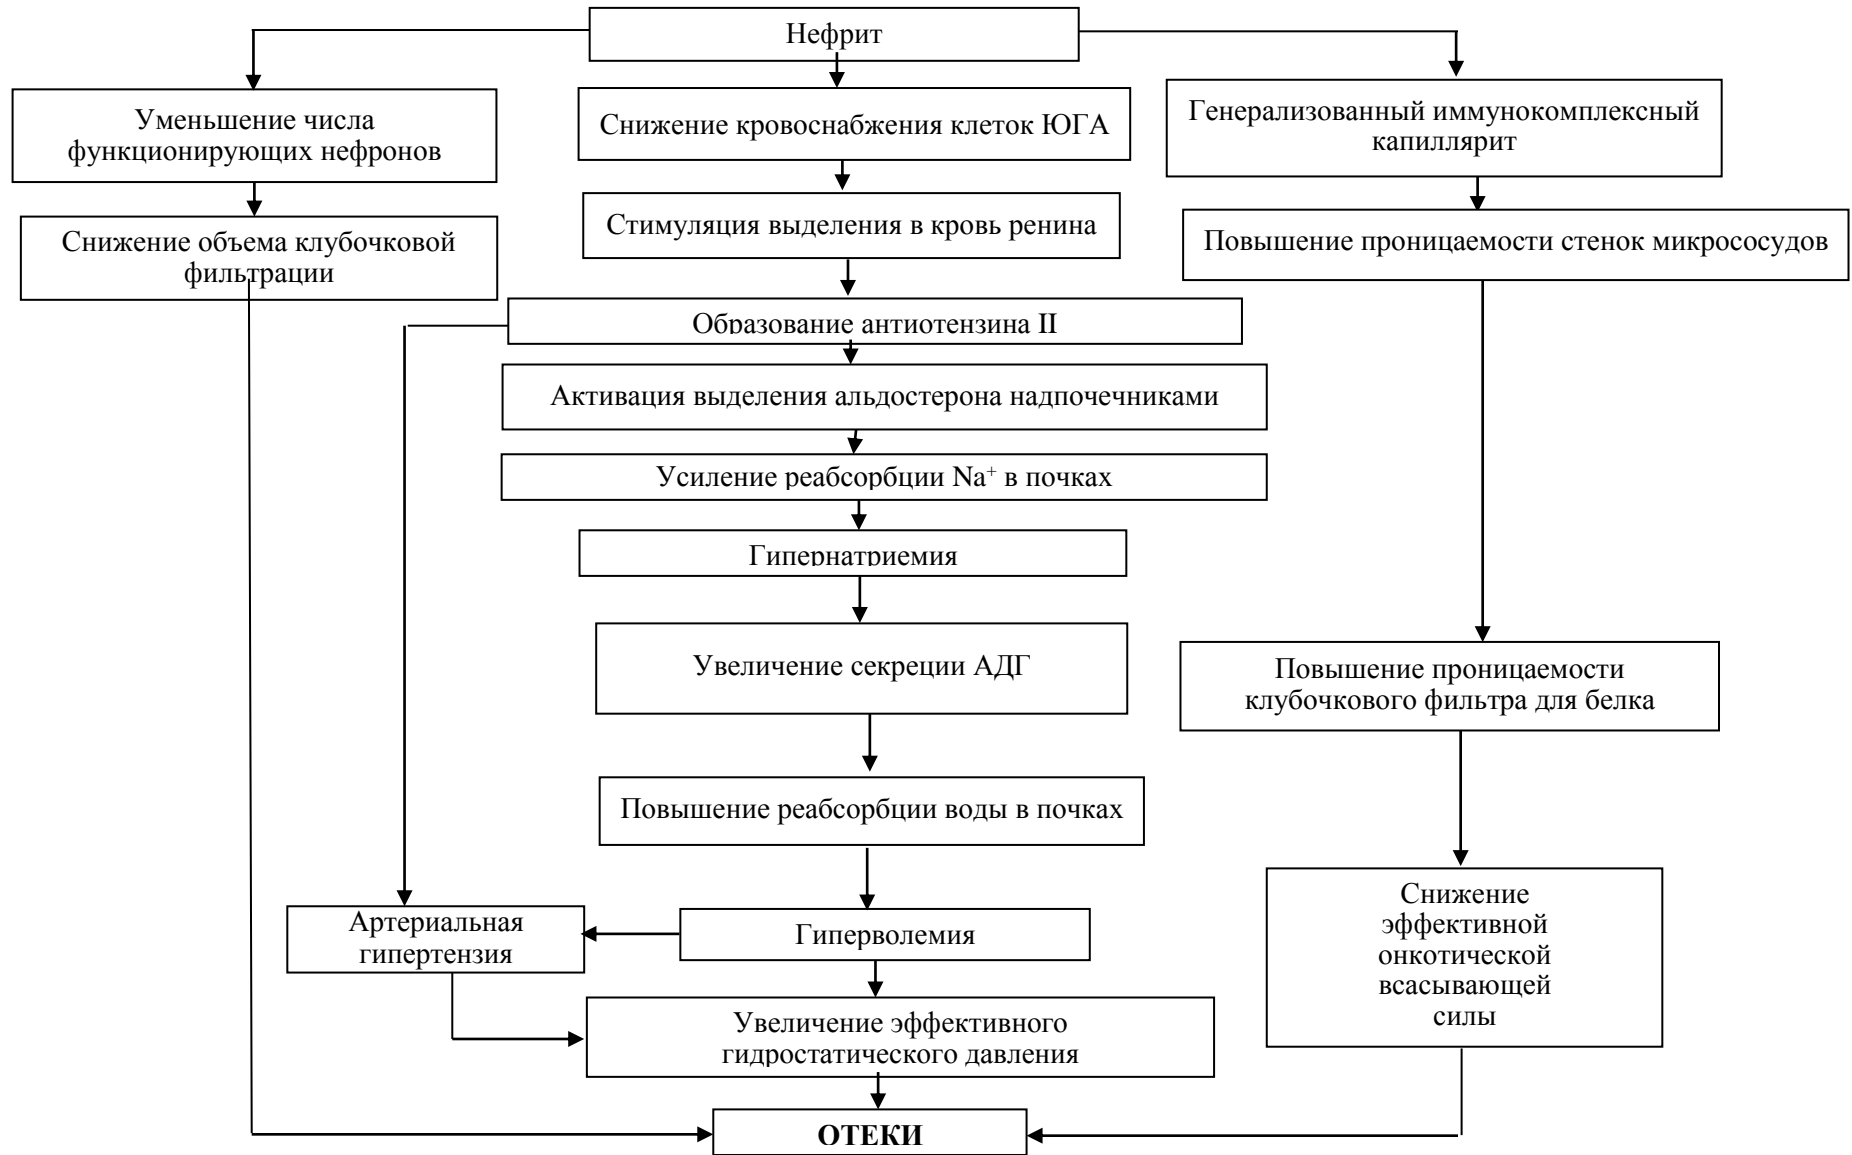 Нефрит
Уменьшение числа
функционирующих нефронов
Снижение кровоснабжения клеток ЮГА
Генерализованный иммунокомплексный
капиллярит
Снижение объема клубочковой
фильтрации
Стимуляция выделения в кровь ренина
Повышение проницаемости стенок микрососудов
Образование антиотензина II
Активация выделения альдостерона надпочечниками
Усиление реабсорбции Na⁺ в почках
Гипернатриемия
Увеличение секреции АДГ
Повышение проницаемости
клубочкового фильтра для белка
Повышение реабсорбции воды в почках
Артериальная
гипертензия
Гиперволемия
Снижение
эффективной
онкотической
всасывающей
силы
Увеличение эффективного
гидростатического давления
ОТЕКИ